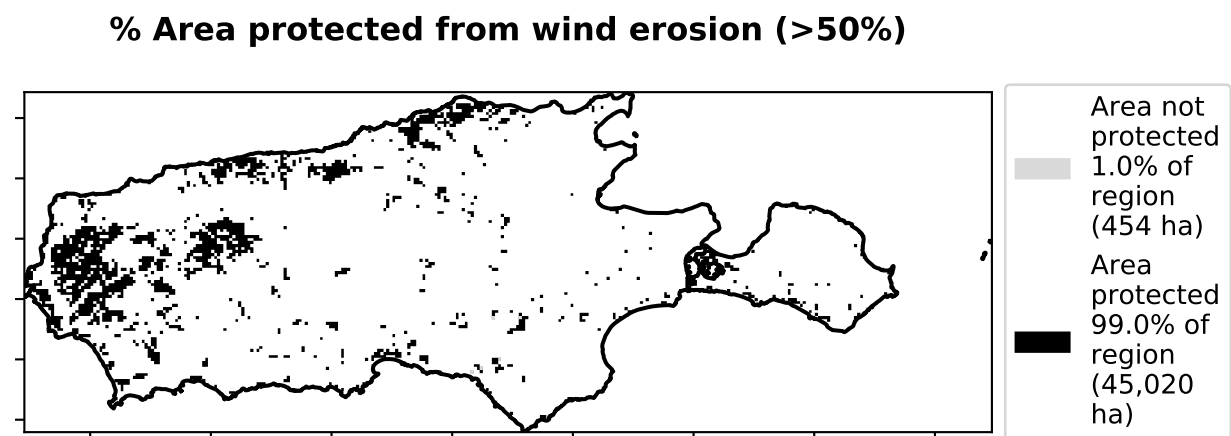 % Area protected from wind erosion (>50%)
Area not
protected
1.0% of
region
(454 ha)
Area
protected
99.0% of
region
(45,020
ha)